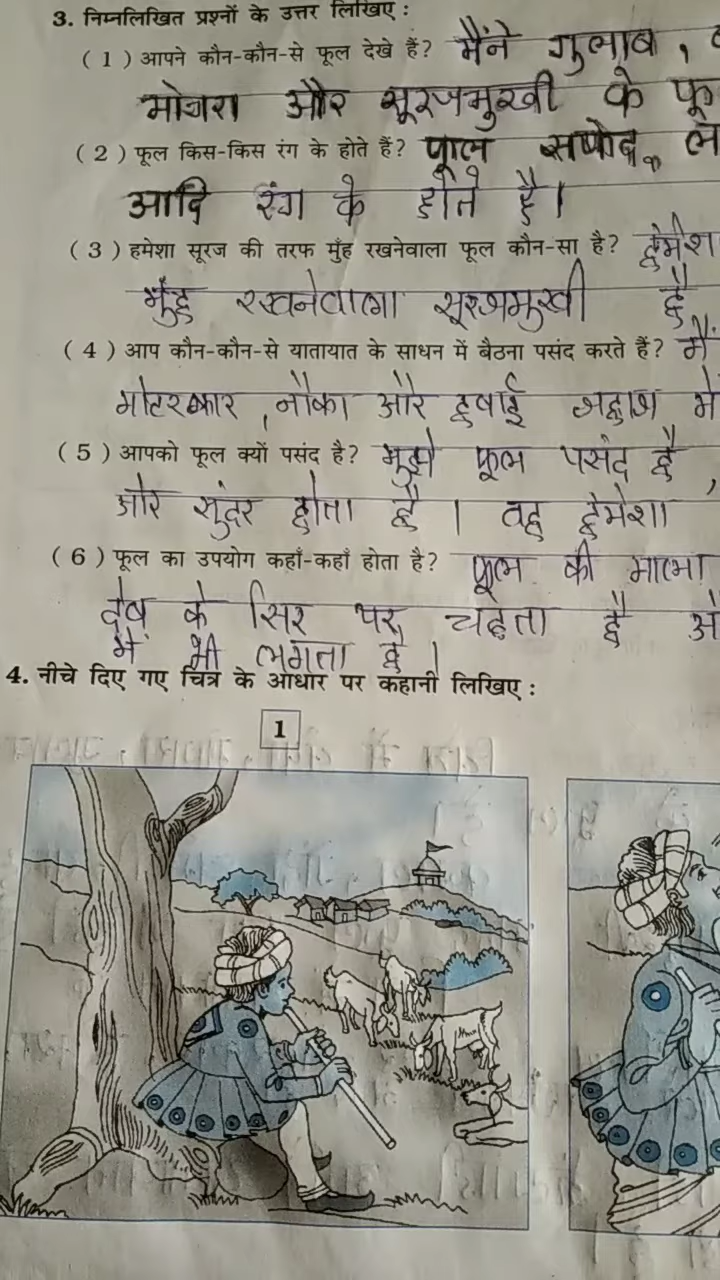 3. निम्नलिखित प्रश्नों के उत्तर लिखिए :
( 1 ) आपने कौन-कौन-से फूल देखे हैं? मैंने गुलाब ,
मोगरा और सूरजमुखी के फू
( 2 ) फूल किस-किस रंग के होते हैं? फूल सफेद, ल
आदि रंग के होते है।
( 3 ) हमेशा सूरज की तरफ मुँह रखनेवाला फूल कौन-सा है? हमेश
मुँह रखनेवाला सूरजमुखी है
( 4 ) आप कौन-कौन-से यातायात के साधन में बैठना पसंद करते हैं? मैं
मोटरकार , नौका और हवाई जहाज में
( 5 ) आपको फूल क्यों पसंद है? मुझे फूल पसंद है ,
और सुंदर होता है । वह हमेशा
( 6 ) फूल का उपयोग कहाँ-कहाँ होता है? फूल की माला
देव के सिर पर चढता है औ
में भी लगता है ।
4. नीचे दिए गए चित्र के आधार पर कहानी लिखिए :
1